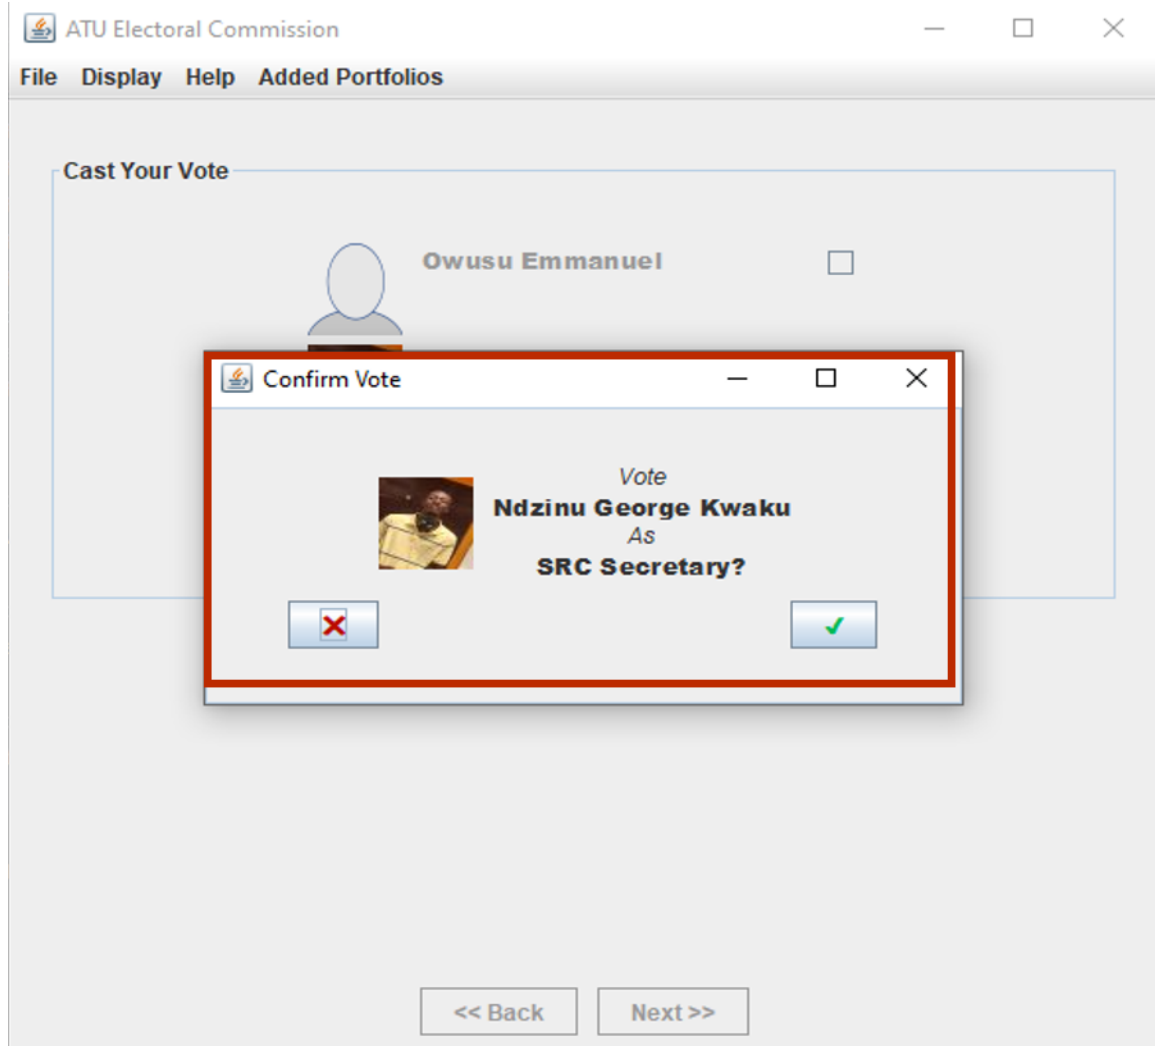 ATU Electoral Commission
File Display Help Added Portfolios
Cast Your Vote
Owusu Emmanuel
Confirm Vote
Vote
Ndzinu George Kwaku
As
SRC Secretary?
<< Back Next >>